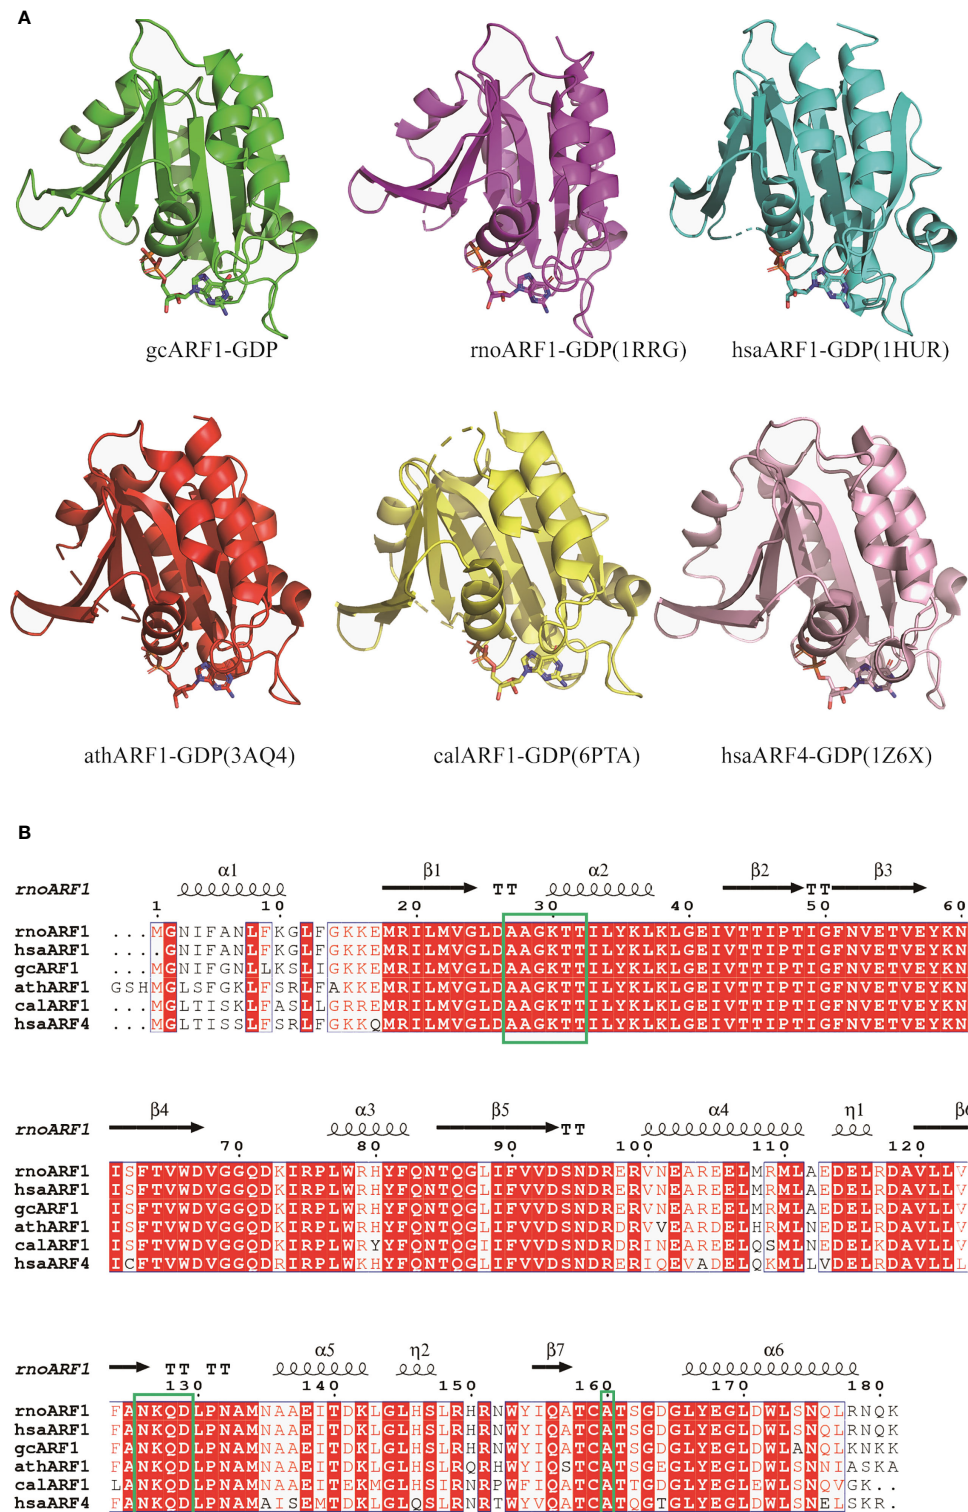 A
gcARF1-GDP rnoARF1-GDP(1RRG) hsaARF1-GDP(1HUR)
athARF1-GDP(3AQ4) calARF1-GDP(6PTA) hsaARF4-GDP(1Z6X)
B
α1 β1 α2 β2 β3
rnoARF1 TT TT
1 10 20 30 40 50 60
rnoARF1 ...MGNIFANLFKGLFGKKEMRILMVGLDAAGKTTILYKLKLGEIVTTIPTIGFNVETVEYKN
hsaARF1 ....GNIFANLFKGLFGKKEMRILMVGLDAAGKTTILYKLKLGEIVTTIPTIGFNVETVEYKN
gcARF1 ...MGNIFGNLLKSLIGKKEMRILMVGLDAAGKTTILYKLKLGEIVTTIPTIGFNVETVEYKN
athARF1 GSHMGLSFGKLFSRLFAKKEMRILMVGLDAAGKTTILYKLKLGEIVTTIPTIGFNVETVEYKN
calARF1 ...MGLTISKLFASLLGRREMRILMVGLDAAGKTTILYKLKLGEIVTTIPTIGFNVETVEYKN
hsaARF4 ...MGLTISSLFSRLFGKKQMRILMVGLDAAGKTTILYKLKLGEIVTTIPTIGFNVETVEYKN
β4 α3 β5 α4 η1 β6
rnoARF1 TT
70 80 90 100 110 120
rnoARF1 ISFTVWDVGGQDKIRPLWRHYFQNTQGLIFVVDSNDRERVNEAREELMRMLAEDELRDAVLLV
hsaARF1 ISFTVWDVGGQDKIRPLWRHYFQNTQGLIFVVDSNDRERVNEAREELMRMLAEDELRDAVLLV
gcARF1 ISFTVWDVGGQDKIRPLWRHYFQNTQGLIFVVDSNDRERVNEAREELMRMLAEDELRDAVLLV
athARF1 ISFTVWDVGGQDKIRPLWRHYFQNTQGLIFVVDSNDRDRVVEARDELHRMLNEDELRDAVLLV
calARF1 ISFTVWDVGGQDKIRPLWRYYFQNTQGIIFVVDSNDRDRINEAREELQSMLNEDELKDAVLLV
hsaARF4 ICFTVWDVGGQDRIRPLWKHYFQNTQGLIFVVDSNDRERIQEVADELQKMLLVDELRDAVLLL
α5 η2 β7 α6
rnoARF1 TT TT
130 140 150 160 170 180
rnoARF1 FANKQDLPNAMNAAEITDKLGLHSLRHRNWYIQATCATSGDGLYEGLDWLSNQLRNQK
hsaARF1 FANKQDLPNAMNAAEITDKLGLHSLRHRNWYIQATCATSGDGLYEGLDWLSNQLRNQK
gcARF1 FANKQDLPNAMNAAEITDKLGLHSLRHRNWYIQATCATSGDGLYEGLDWLANQLKNKK
athARF1 FANKQDLPNAMNAAEITDKLGLHSLRQRHWYIQSTCATSGEGLYEGLDWLSNNIASKA
calARF1 LANKQDLPNAMNAAEITEKMGLHSIRNRPWFIQATCATTGDGLYEGLEWLSNQVGK..
hsaARF4 FANKQDLPNAMAISEMTDKLGLQSLRNRTWYVQATCATQGTGLYEGLDWLSNELSKR.